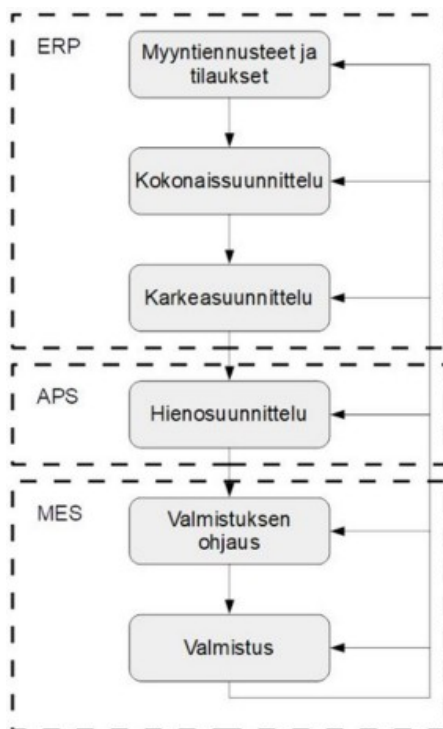 ERP
Myyntiennusteet ja
tilaukset
Kokonaissuunnittelu
Karkeasuunnittelu
APS
Hienosuunnittelu
MES
Valmistuksen
ohjaus
Valmistus